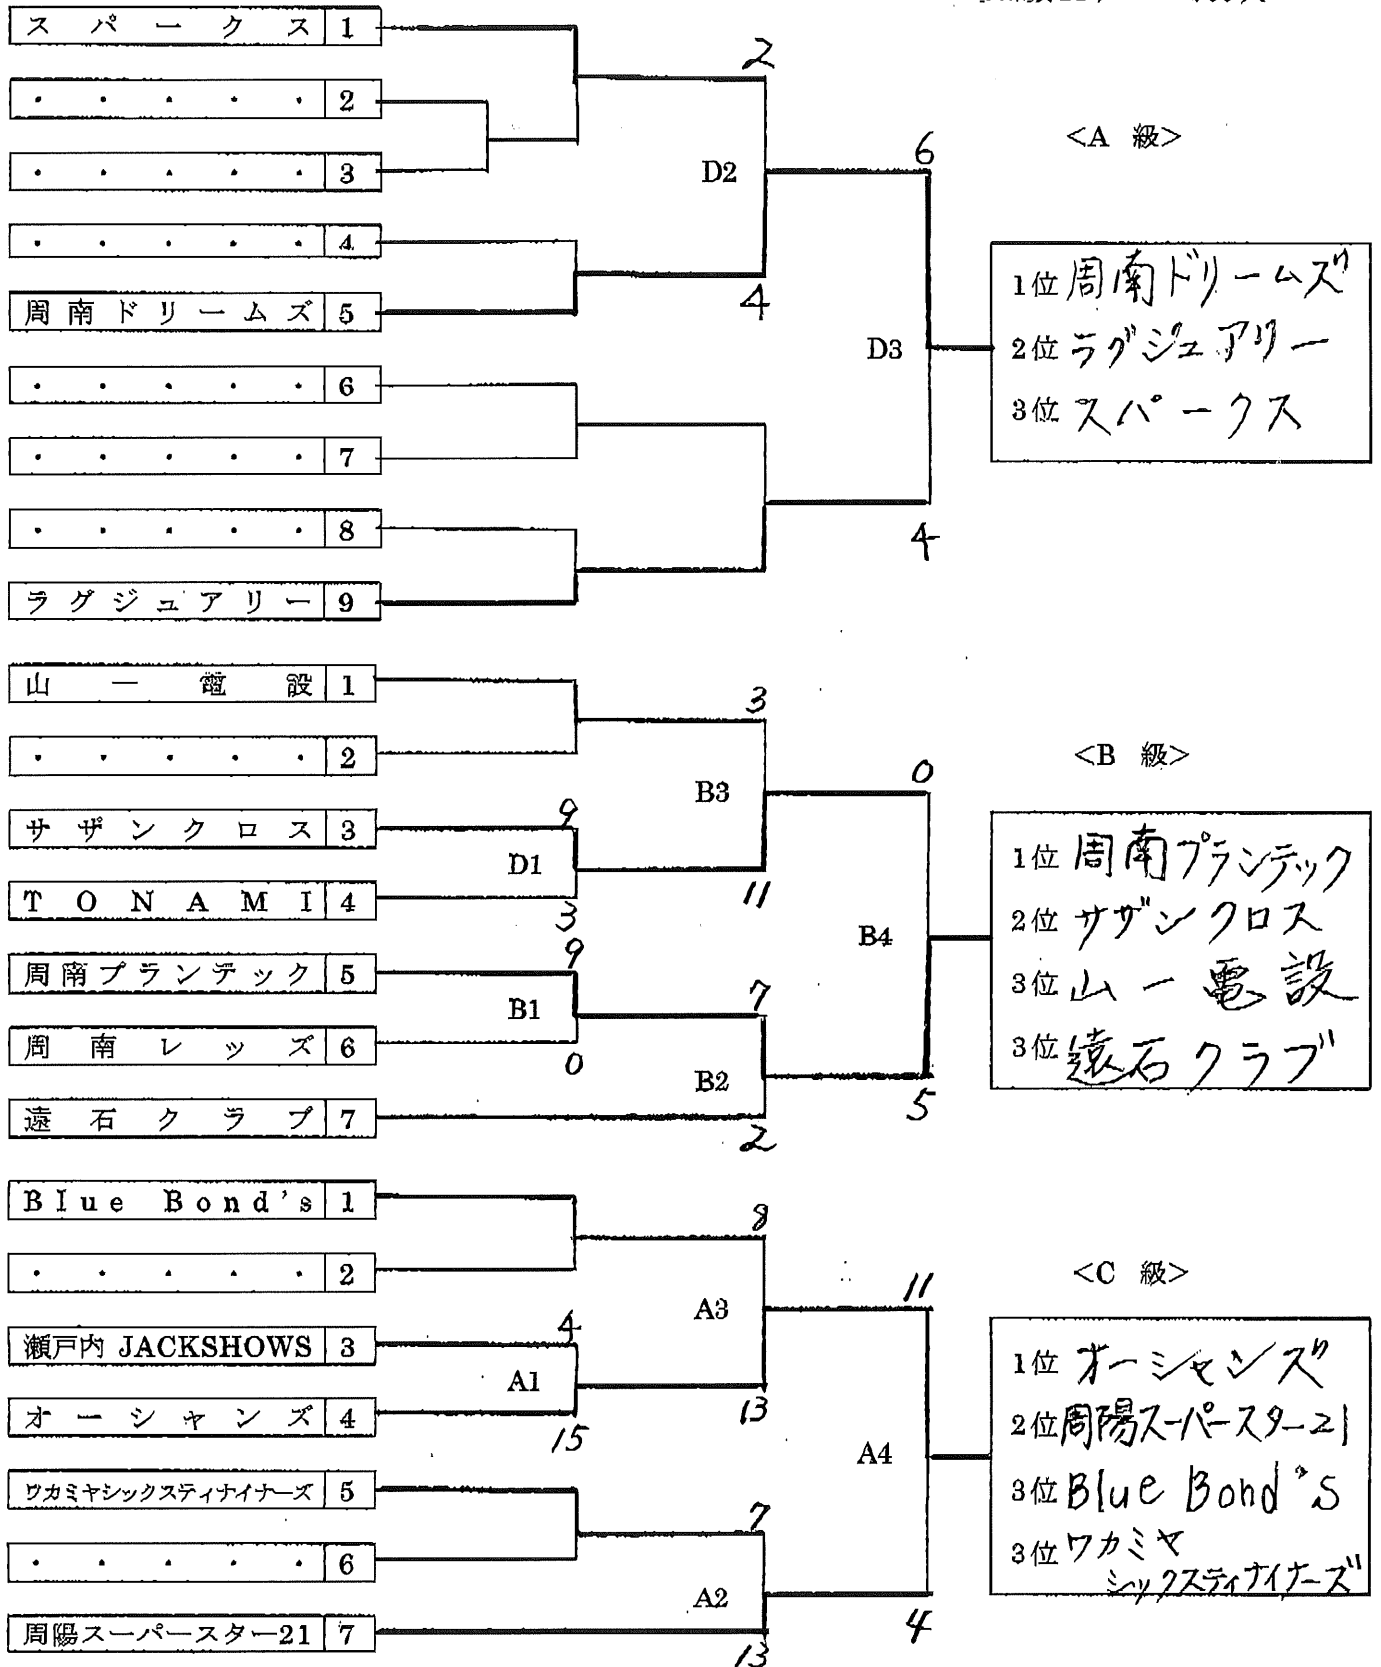 スパークス 1
・・・・・ 2
・・・・・ 3
・・・・・ 4
周南ドリームズ 5
・・・・・ 6
・・・・・ 7
・・・・・ 8
ラグジュアリー 9
2
D2
4
6
D3
4
<A 級>
1位 周南ドリームズ
2位 ラグジュアリー
3位 スパークス
山一電設 1
・・・・・ 2
サザンクロス 3
TONAMI 4
周南プランテック 5
周南レッズ 6
遠石クラブ 7
9
D1
3
9
B1
0
3
B3
11
7
B2
2
0
B4
5
<B 級>
1位 周南プランテック
2位 サザンクロス
3位 山一電設
3位 遠石クラブ
BIue Bond's 1
・・・・・ 2
瀬戸内 JACKSHOWS 3
オーシャンズ 4
ワカミヤシックスティナイナーズ 5
・・・・・ 6
周陽スーパースター21 7
4
A1
15
8
A3
13
7
A2
13
11
A4
4
<C 級>
1位 オーシャンズ
2位 周陽スーパースター21
3位 Blue Bond's
3位 ワカミヤ
シックスティナイナーズ